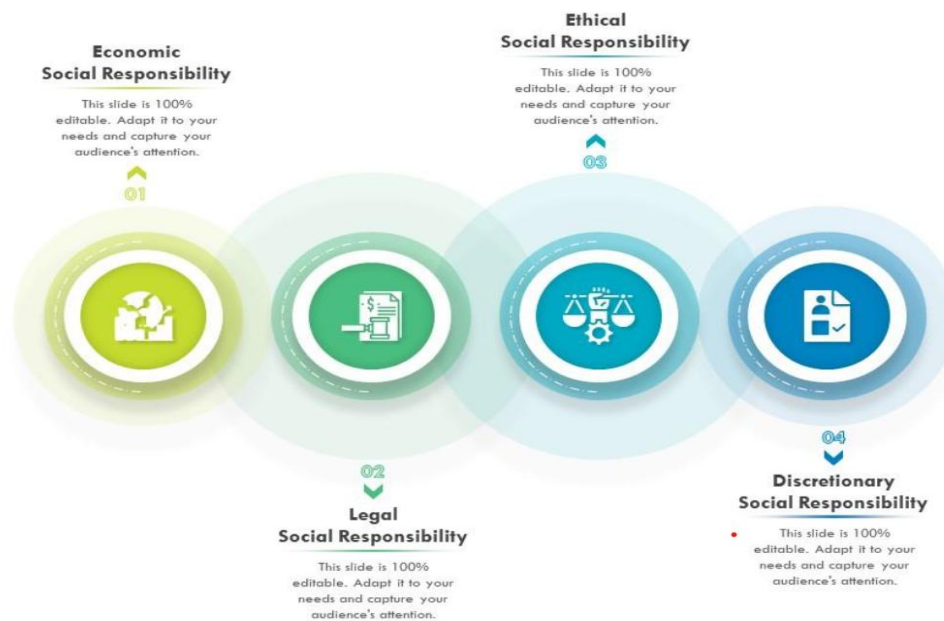 Economic
Social Responsibility
This slide is 100%
editable. Adapt it to your
needs and capture your
audience's attention.
01
02
Legal
Social Responsibility
This slide is 100%
editable. Adapt it to your
needs and capture your
audience's attention.
Ethical
Social Responsibility
This slide is 100%
editable. Adapt it to your
needs and capture your
audience's attention.
03
$
04
Discretionary
Social Responsibility
This slide is 100%
editable. Adapt it to your
needs and capture your
audience's attention.